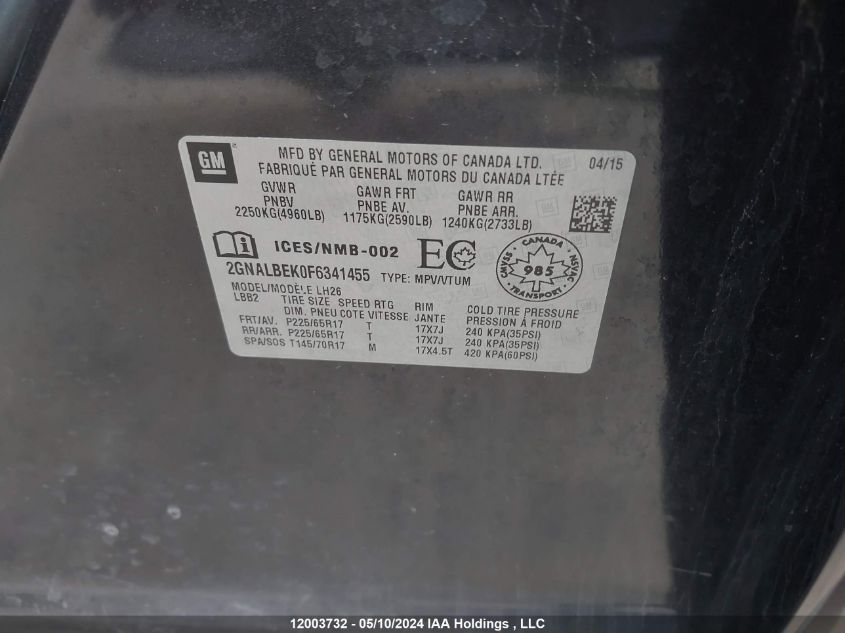 GM
MFD BY GENERAL MOTORS OF CANADA LTD. 04/15
FABRIQUÉ PAR GENERAL MOTORS DU CANADA LTÉE
GVWR GAWR FRT GAWR RR
PNBV PNBE AV. PNBE ARR.
2250KG(4960LB) 1175KG(2590LB) 1240KG(2733LB)
ICES/NMB-002 EC
CANADA
985
TRANSPORT
SVAMN
NSVAC
2GNALBEK0F6341455 TYPE: MPV/VTUM
MODEL/MODÈLE LH26
LBB2 TIRE SIZE SPEED RTG RIM COLD TIRE PRESSURE
DIM. PNEU COTE VITESSE JANTE PRESSION À FROID
FRT/AV. P225/65R17 T 17X7J 240 KPA(35PSI)
RR/ARR. P225/65R17 T 17X7J 240 KPA(35PSI)
SPA/SOS T145/70R17 M 17X4.5T 420 KPA(60PSI)
12003732 - 05/10/2024 IAA Holdings , LLC